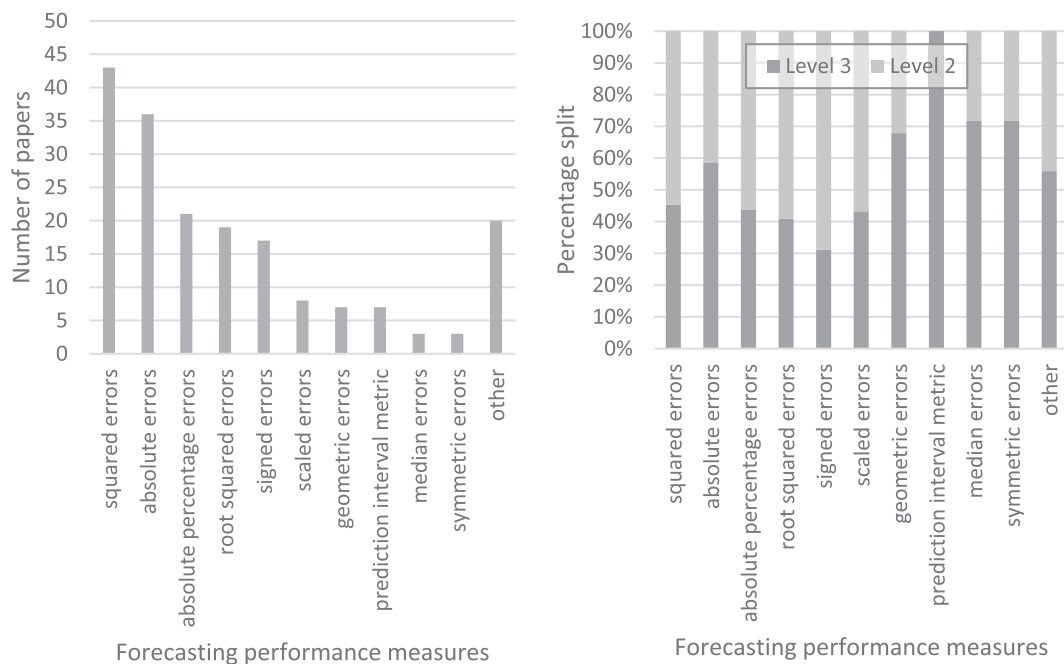 50
45
40
35
30
25
20
15
10
5
0
Number of papers
squared errors
absolute errors
absolute percentage errors
root squared errors
signed errors
scaled errors
geometric errors
prediction interval metric
median errors
symmetric errors
other
Forecasting performance measures
100%
90%
80%
70%
60%
50%
40%
30%
20%
10%
0%
Percentage split
Level 3 Level 2
squared errors
absolute errors
absolute percentage errors
root squared errors
signed errors
scaled errors
geometric errors
prediction interval metric
median errors
symmetric errors
other
Forecasting performance measures